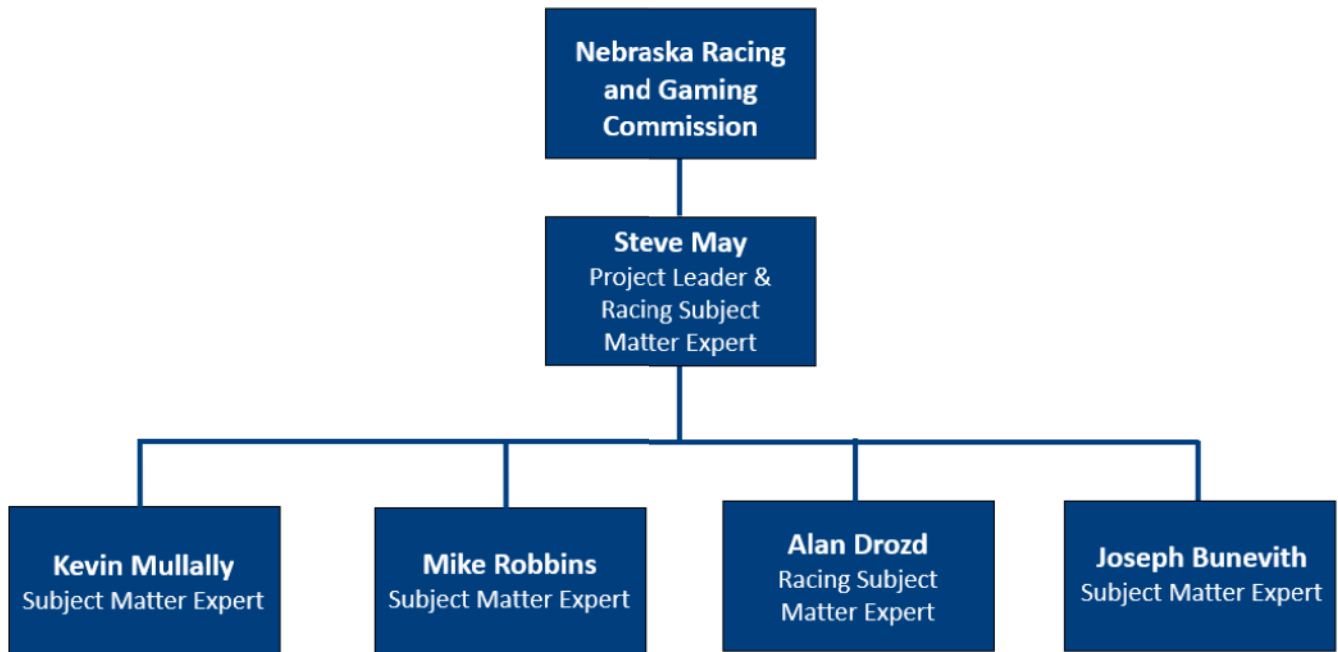 Nebraska Racing
and Gaming
Commission
Steve May
Project Leader &
Racing Subject
Matter Expert
Kevin Mullally
Subject Matter Expert
Mike Robbins
Subject Matter Expert
Alan Drozd
Racing Subject
Matter Expert
Joseph Bunevith
Subject Matter Expert